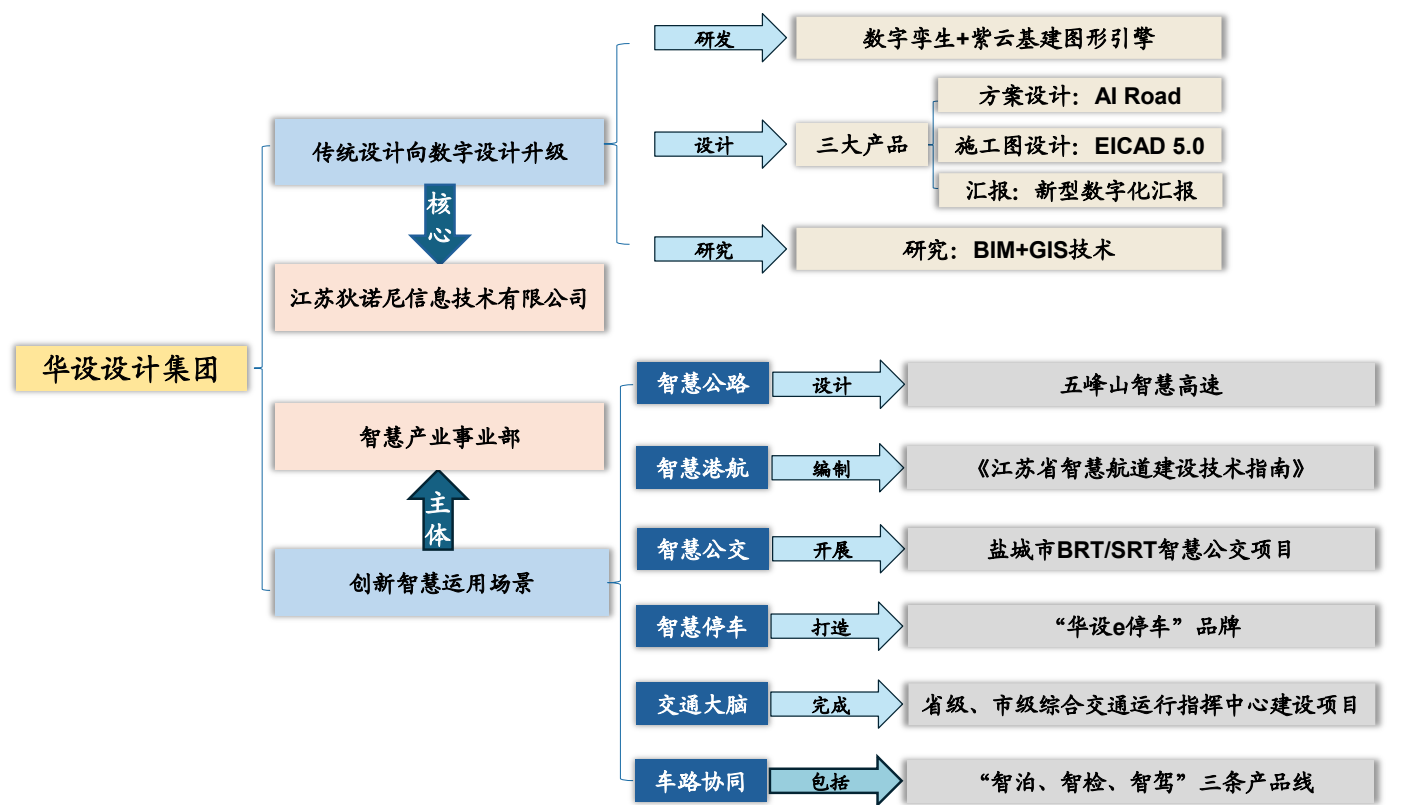 华设设计集团
传统设计向数字设计升级
核
心
江苏狄诺尼信息技术有限公司
研发
数字孪生+紫云基建图形引擎
设计
三大产品
方案设计：AI Road
施工图设计：EICAD 5.0
汇报：新型数字化汇报
研究
研究：BIM+GIS技术
智慧产业事业部
主
体
创新智慧运用场景
智慧公路
设计
五峰山智慧高速
智慧港航
编制
《江苏省智慧航道建设技术指南》
智慧公交
开展
盐城市BRT/SRT智慧公交项目
智慧停车
打造
“华设e停车”品牌
交通大脑
完成
省级、市级综合交通运行指挥中心建设项目
车路协同
包括
“智泊、智检、智驾”三条产品线